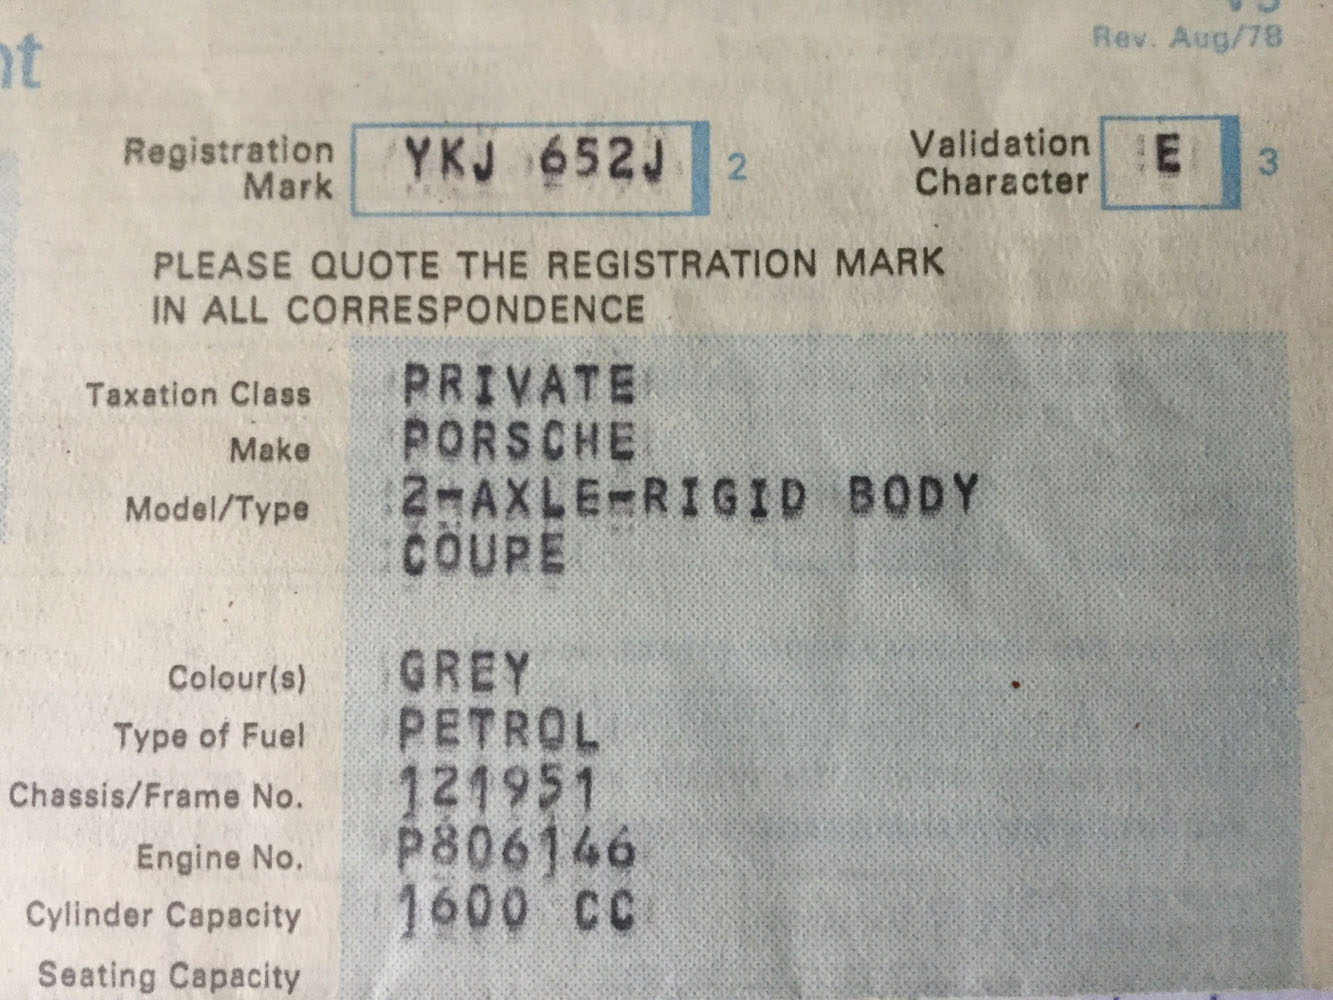 nt
Rev. Aug/78
Registration Mark YKJ 652J 2
Validation Character E 3
PLEASE QUOTE THE REGISTRATION MARK
IN ALL CORRESPONDENCE
Taxation Class PRIVATE
Make PORSCHE
Model/Type 2-AXLE-RIGID BODY
COUPE
Colour(s) GREY
Type of Fuel PETROL
Chassis/Frame No. 121951
Engine No. P806146
Cylinder Capacity 1600 CC
Seating Capacity